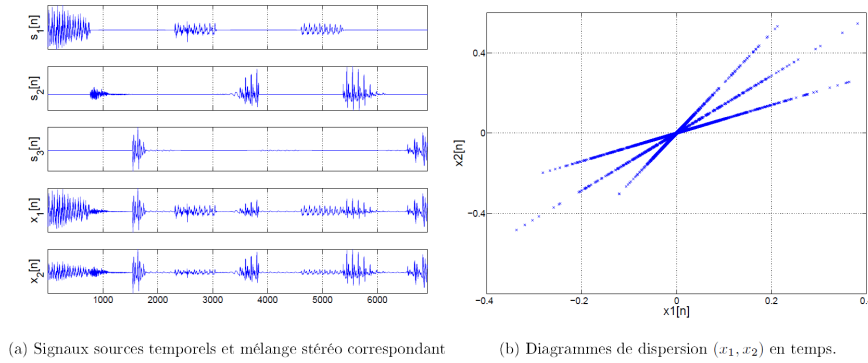 s1[n]
s2[n]
s3[n]
x1[n]
x2[n]
1000 2000 3000 4000 5000 6000
0.4
0
−0.4
x2[n]
−0.4 −0.2 0 0.2
x1[n]
(a) Signaux sources temporels et mélange stéréo correspondant
(b) Diagrammes de dispersion (x1, x2) en temps.